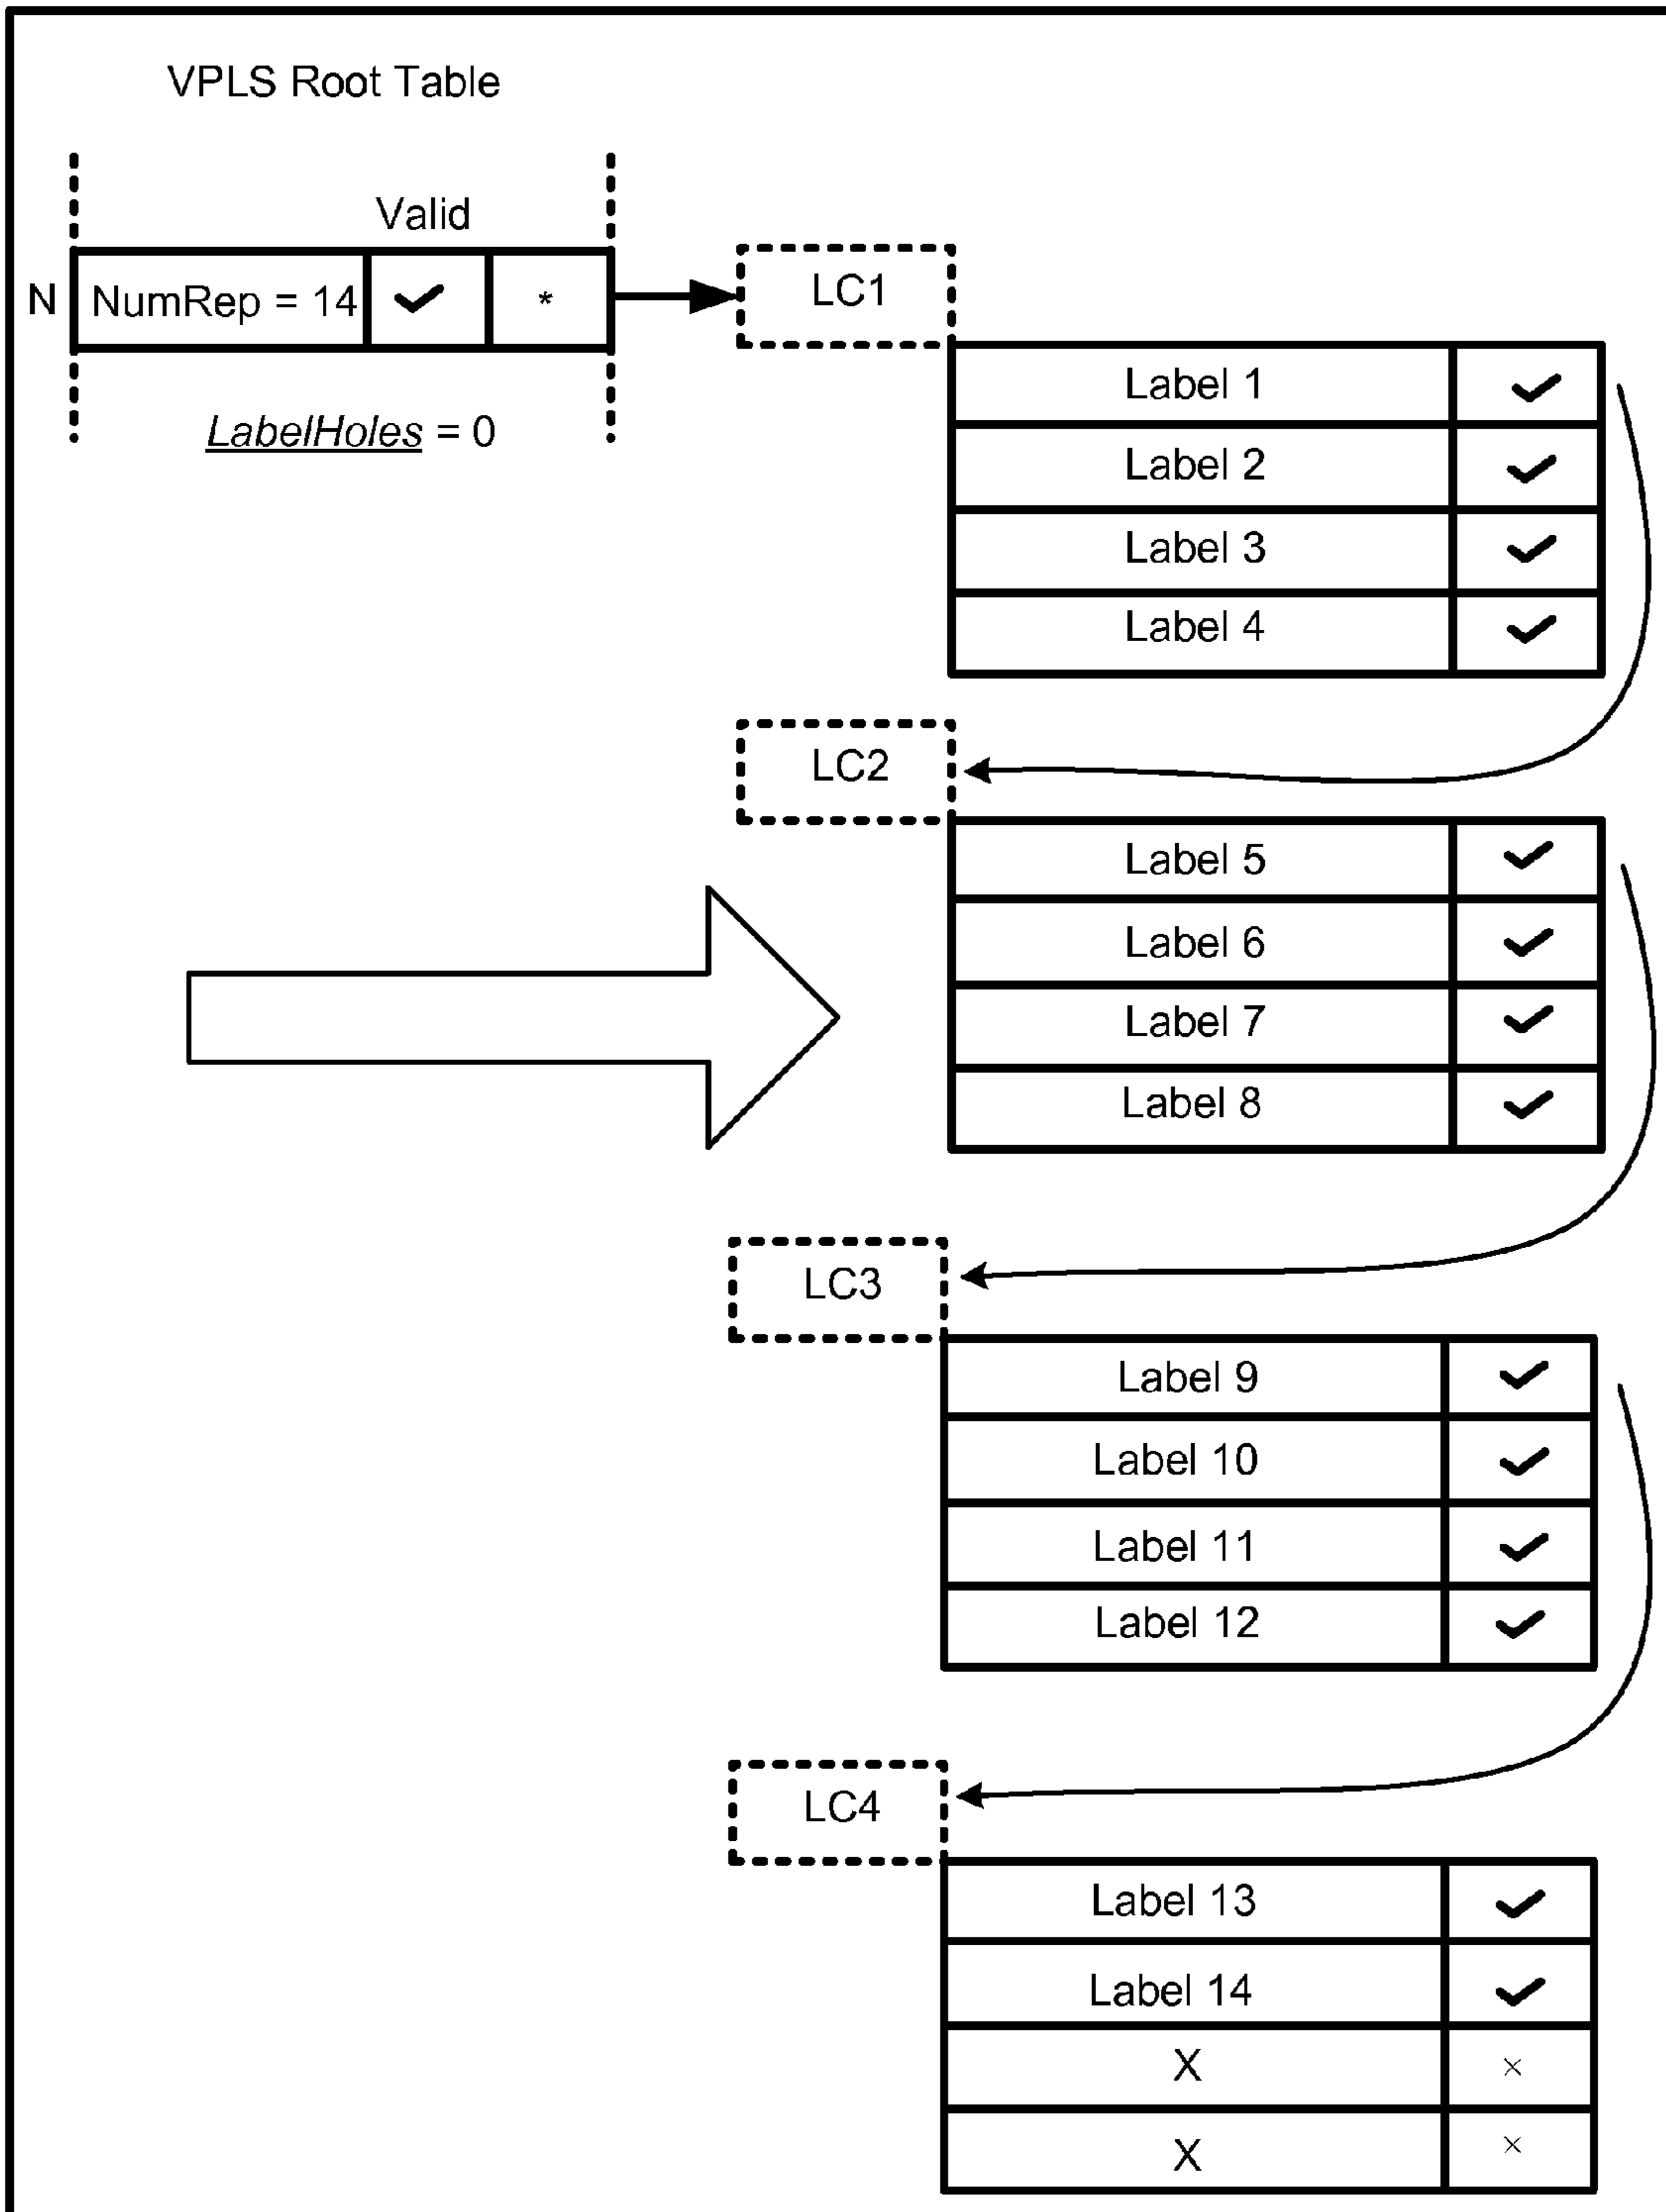 VPLS Root Table
Valid
N
NumRep = 14 ✓ *
LabelHoles = 0
LC1
Label 1 ✓
Label 2 ✓
Label 3 ✓
Label 4 ✓
LC2
Label 5 ✓
Label 6 ✓
Label 7 ✓
Label 8 ✓
LC3
Label 9 ✓
Label 10 ✓
Label 11 ✓
Label 12 ✓
LC4
Label 13 ✓
Label 14 ✓
X ×
X ×